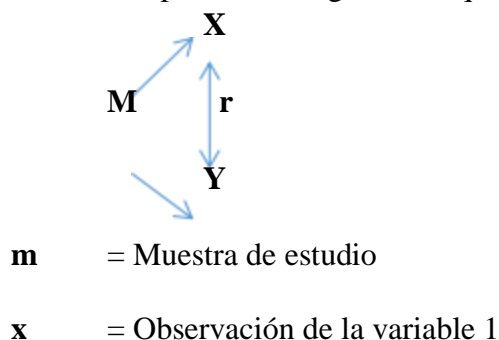 X
M r
Y
m = Muestra de estudio
x = Observación de la variable 1